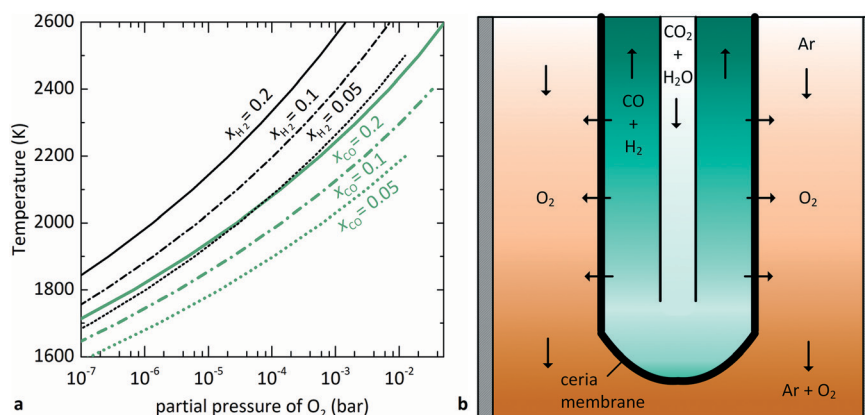 2600
2400
2200
2000
1800
1600
Temperature (K)
x_H2 = 0.2
x_H2 = 0.1
x_H2 = 0.05
x_CO = 0.2
x_CO = 0.1
x_CO = 0.05
10⁻⁷ 10⁻⁶ 10⁻⁵ 10⁻⁴ 10⁻³ 10⁻²
a partial pressure of O₂ (bar)
CO₂
+
H₂O
Ar
CO
+
H₂
O₂
O₂
ceria
membrane
Ar + O₂
b